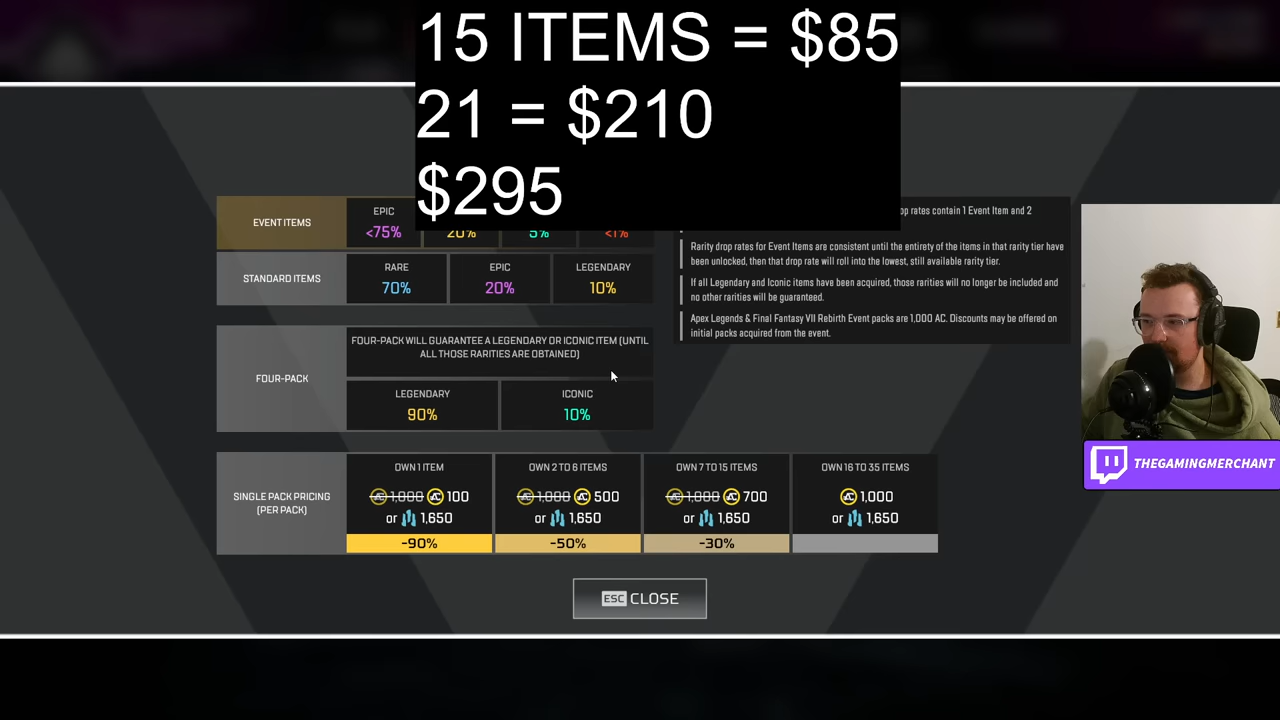 15 ITEMS = $85
21 = $210
$295
EVENT ITEMS
EPIC
<75%
20%
5%
<1%
STANDARD ITEMS
RARE
70%
EPIC
20%
LEGENDARY
10%
rates contain 1 Event Item and 2
Rarity drop rates for Event Items are consistent until the entirety of the items in that rarity tier have
been unlocked, then that drop rate will roll into the lowest, still available rarity tier.
If all Legendary and Iconic items have been acquired, those rarities will no longer be included and
no other rarities will be guaranteed.
Apex Legends & Final Fantasy VII Rebirth Event packs are 1,000 AC. Discounts may be offered on
initial packs acquired from the event.
FOUR-PACK
FOUR-PACK WILL GUARANTEE A LEGENDARY OR ICONIC ITEM (UNTIL
ALL THOSE RARITIES ARE OBTAINED)
LEGENDARY
90%
ICONIC
10%
SINGLE PACK PRICING
(PER PACK)
OWN 1 ITEM
1,000 100
or 1,650
-90%
OWN 2 TO 6 ITEMS
1,000 500
or 1,650
-50%
OWN 7 TO 15 ITEMS
1,000 700
or 1,650
-30%
OWN 16 TO 35 ITEMS
1,000
or 1,650
ESC CLOSE
THEGAMINGMERCHANT